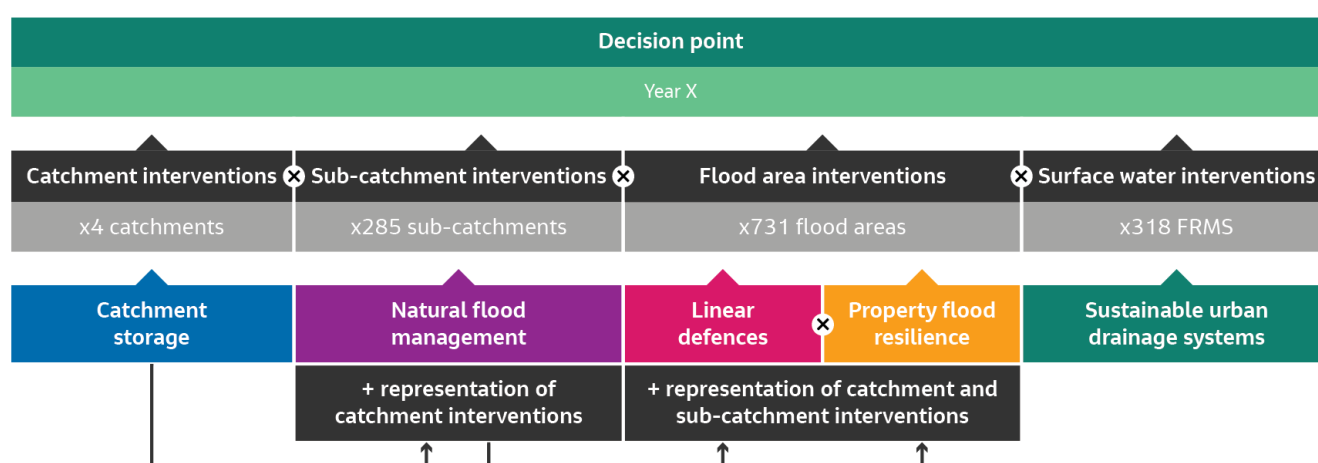 Decision point
Year X
Catchment interventions
Sub-catchment interventions
Flood area interventions
Surface water interventions
x4 catchments
x285 sub-catchments
x731 flood areas
x318 FRMS
Catchment
storage
Natural flood
management
Linear
defences
Property flood
resilience
Sustainable urban
drainage systems
+ representation of
catchment interventions
+ representation of catchment and
sub-catchment interventions